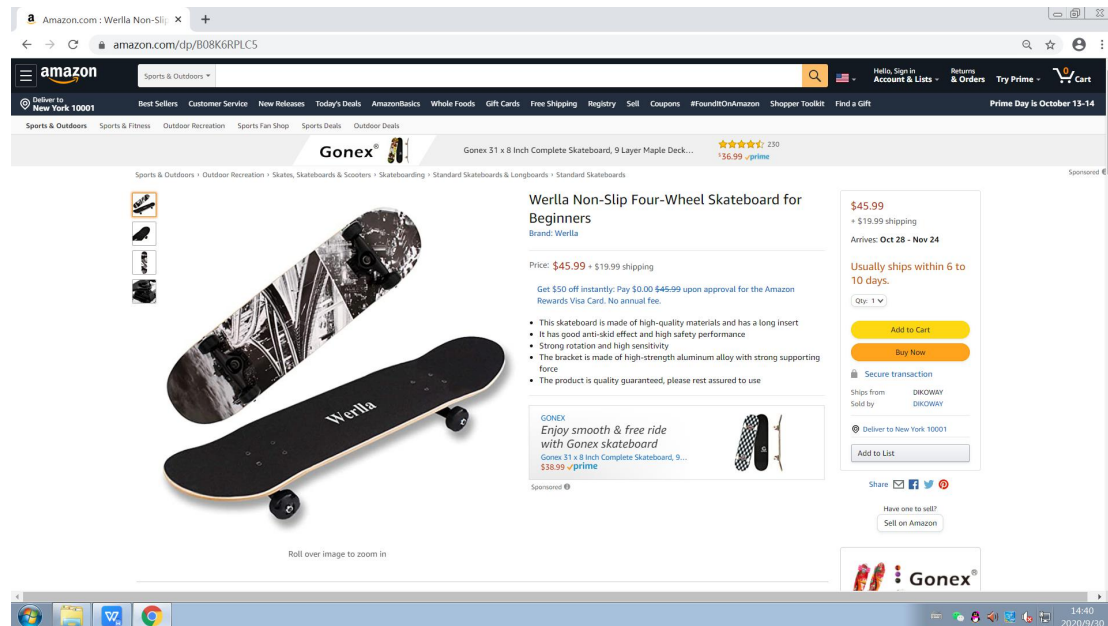 Amazon.com : Werlla Non-Slip
amazon.com/dp/B08K6RPLC5
amazon
Sports & Outdoors
Hello, Sign in
Account & Lists
Returns
& Orders
Try Prime
0
Cart
Deliver to
New York 10001
Best Sellers Customer Service New Releases Today's Deals AmazonBasics Whole Foods Gift Cards Free Shipping Registry Sell Coupons #FoundItOnAmazon Shopper Toolkit Find a Gift
Prime Day is October 13-14
Sports & Outdoors Sports & Fitness Outdoor Recreation Sports Fan Shop Sports Deals Outdoor Deals
Gonex®
Gonex 31 x 8 Inch Complete Skateboard, 9 Layer Maple Deck...
230
$36.99 prime
Sponsored
Sports & Outdoors › Outdoor Recreation › Skates, Skateboards & Scooters › Skateboarding › Standard Skateboards & Longboards › Standard Skateboards
Werlla
Roll over image to zoom in
Werlla Non-Slip Four-Wheel Skateboard for
Beginners
Brand: Werlla
Price: $45.99 + $19.99 shipping
Get $50 off instantly: Pay $0.00 $45.99 upon approval for the Amazon
Rewards Visa Card. No annual fee.
• This skateboard is made of high-quality materials and has a long insert
• It has good anti-skid effect and high safety performance
• Strong rotation and high sensitivity
• The bracket is made of high-strength aluminum alloy with strong supporting
force
• The product is quality guaranteed, please rest assured to use
GONEX
Enjoy smooth & free ride
with Gonex skateboard
Gonex 31 x 8 Inch Complete Skateboard, 9...
$38.99 prime
Sponsored
$45.99
+ $19.99 shipping
Arrives: Oct 28 - Nov 24
Usually ships within 6 to
10 days.
Qty: 1
Add to Cart
Buy Now
Secure transaction
Ships from DIKOWAY
Sold by DIKOWAY
Deliver to New York 10001
Add to List
Share
Have one to sell?
Sell on Amazon
Gonex®
14:40
2020/9/30